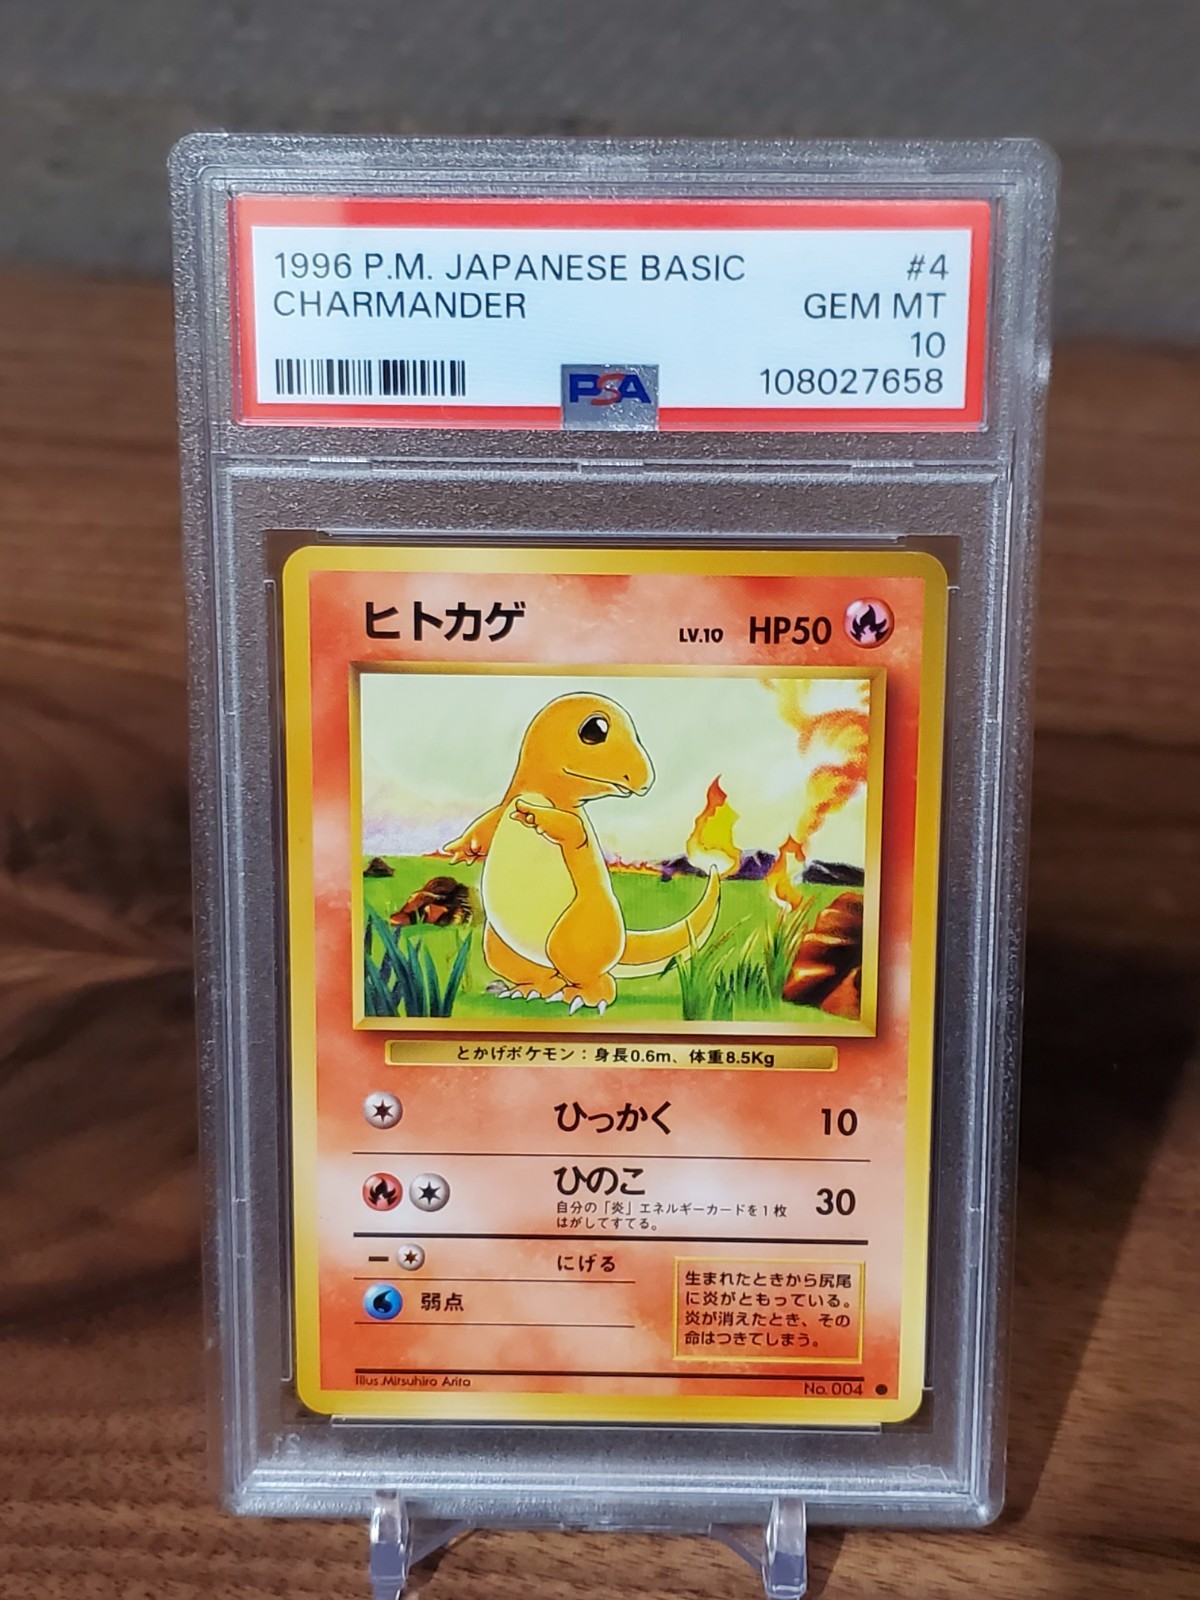 1996 P.M. JAPANESE BASIC #4
CHARMANDER GEM MT
10
PSA 108027658
ヒトカゲ LV.10 HP50
とかげポケモン：身長0.6m、体重8.5Kg
ひっかく 10
ひのこ 30
自分の「炎」エネルギーカードを1枚
はがしてすてる。
ー にげる
弱点
生まれたときから尻尾
に炎がともっている。
炎が消えたとき、その
命はつきてしまう。
Illus.Mitsuhiro Arita No. 004